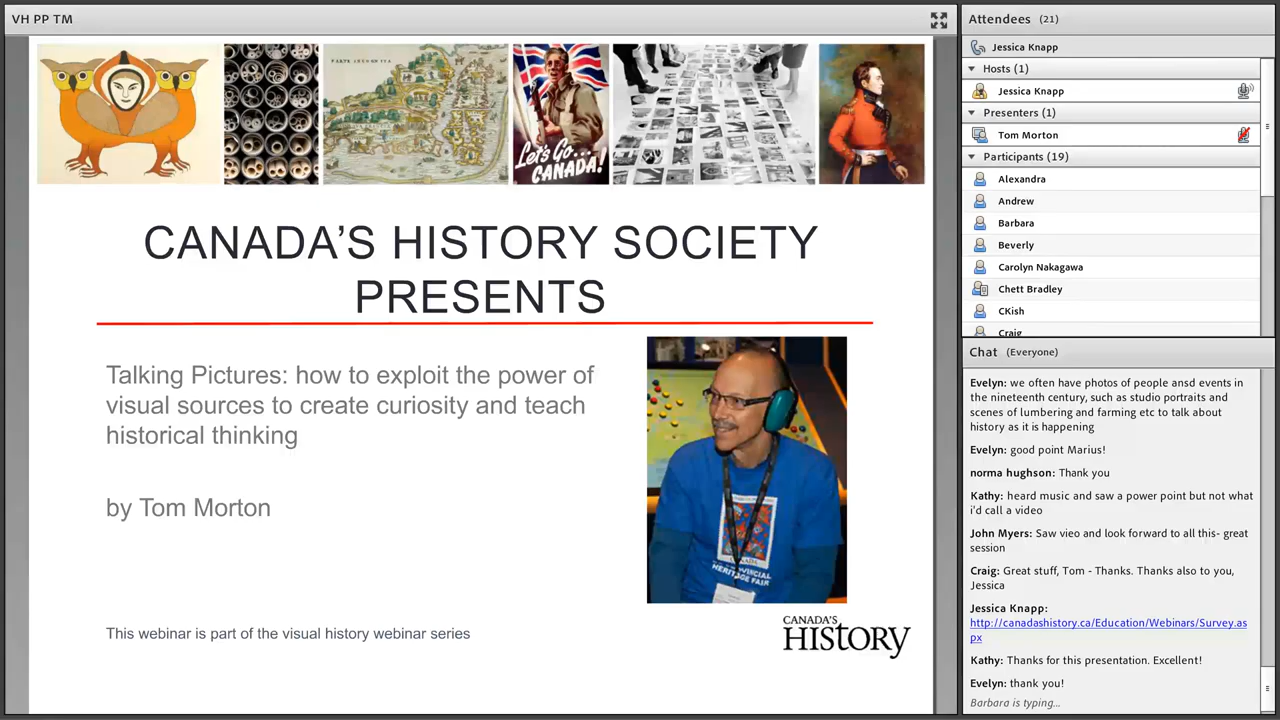 VH PP TM
Let's Go...
CANADA!
CANADA'S HISTORY SOCIETY
PRESENTS
Talking Pictures: how to exploit the power of
visual sources to create curiosity and teach
historical thinking
by Tom Morton
CANADA
PROVINCIAL
HERITAGE FAIR
This webinar is part of the visual history webinar series
CANADA'S
HISTORY
Attendees (21)
Jessica Knapp
Hosts (1)
Jessica Knapp
Presenters (1)
Tom Morton
Participants (19)
Alexandra
Andrew
Barbara
Beverly
Carolyn Nakagawa
Chett Bradley
CKish
Craig
Chat (Everyone)
Evelyn: we often have photos of people ansd events in
the nineteenth century, such as studio portraits and
scenes of lumbering and farming etc to talk about
history as it is happening
Evelyn: good point Marius!
norma hughson: Thank you
Kathy: heard music and saw a power point but not what
i'd call a video
John Myers: Saw vieo and look forward to all this- great
session
Craig: Great stuff, Tom - Thanks. Thanks also to you,
Jessica
Jessica Knapp:
http://canadashistory.ca/Education/Webinars/Survey.as
px
Kathy: Thanks for this presentation. Excellent!
Evelyn: thank you!
Barbara is typing...